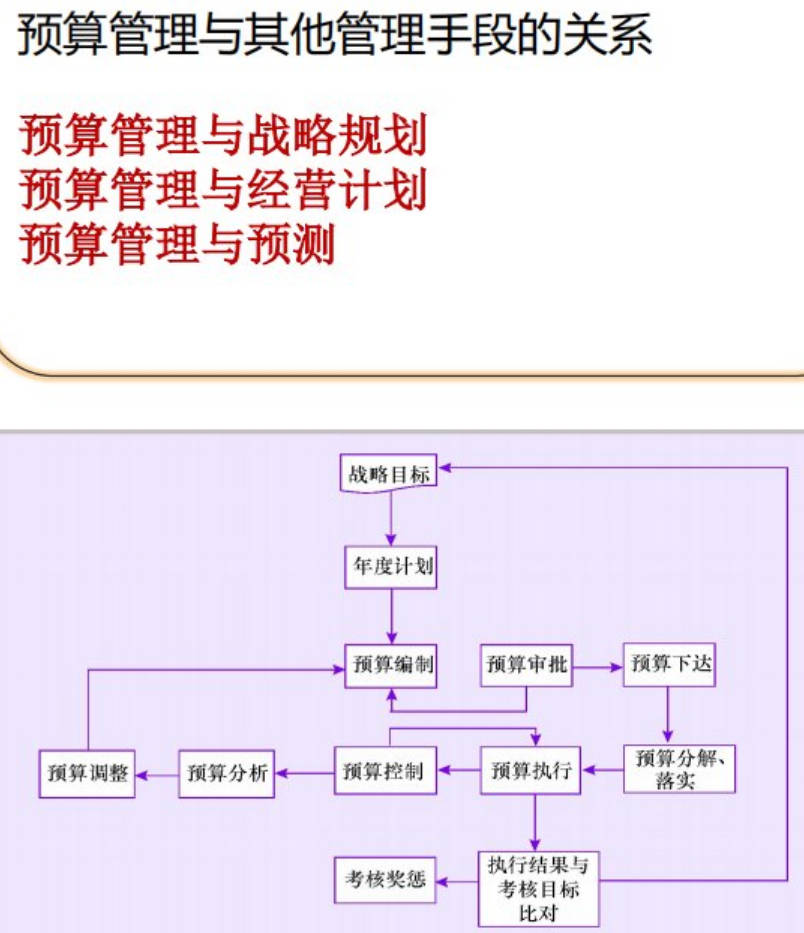 预算管理与其他管理手段的关系
预算管理与战略规划
预算管理与经营计划
预算管理与预测
战略目标
年度计划
预算编制
预算审批
预算下达
预算调整
预算分析
预算控制
预算执行
预算分解、
落实
考核奖惩
执行结果与
考核目标
比对